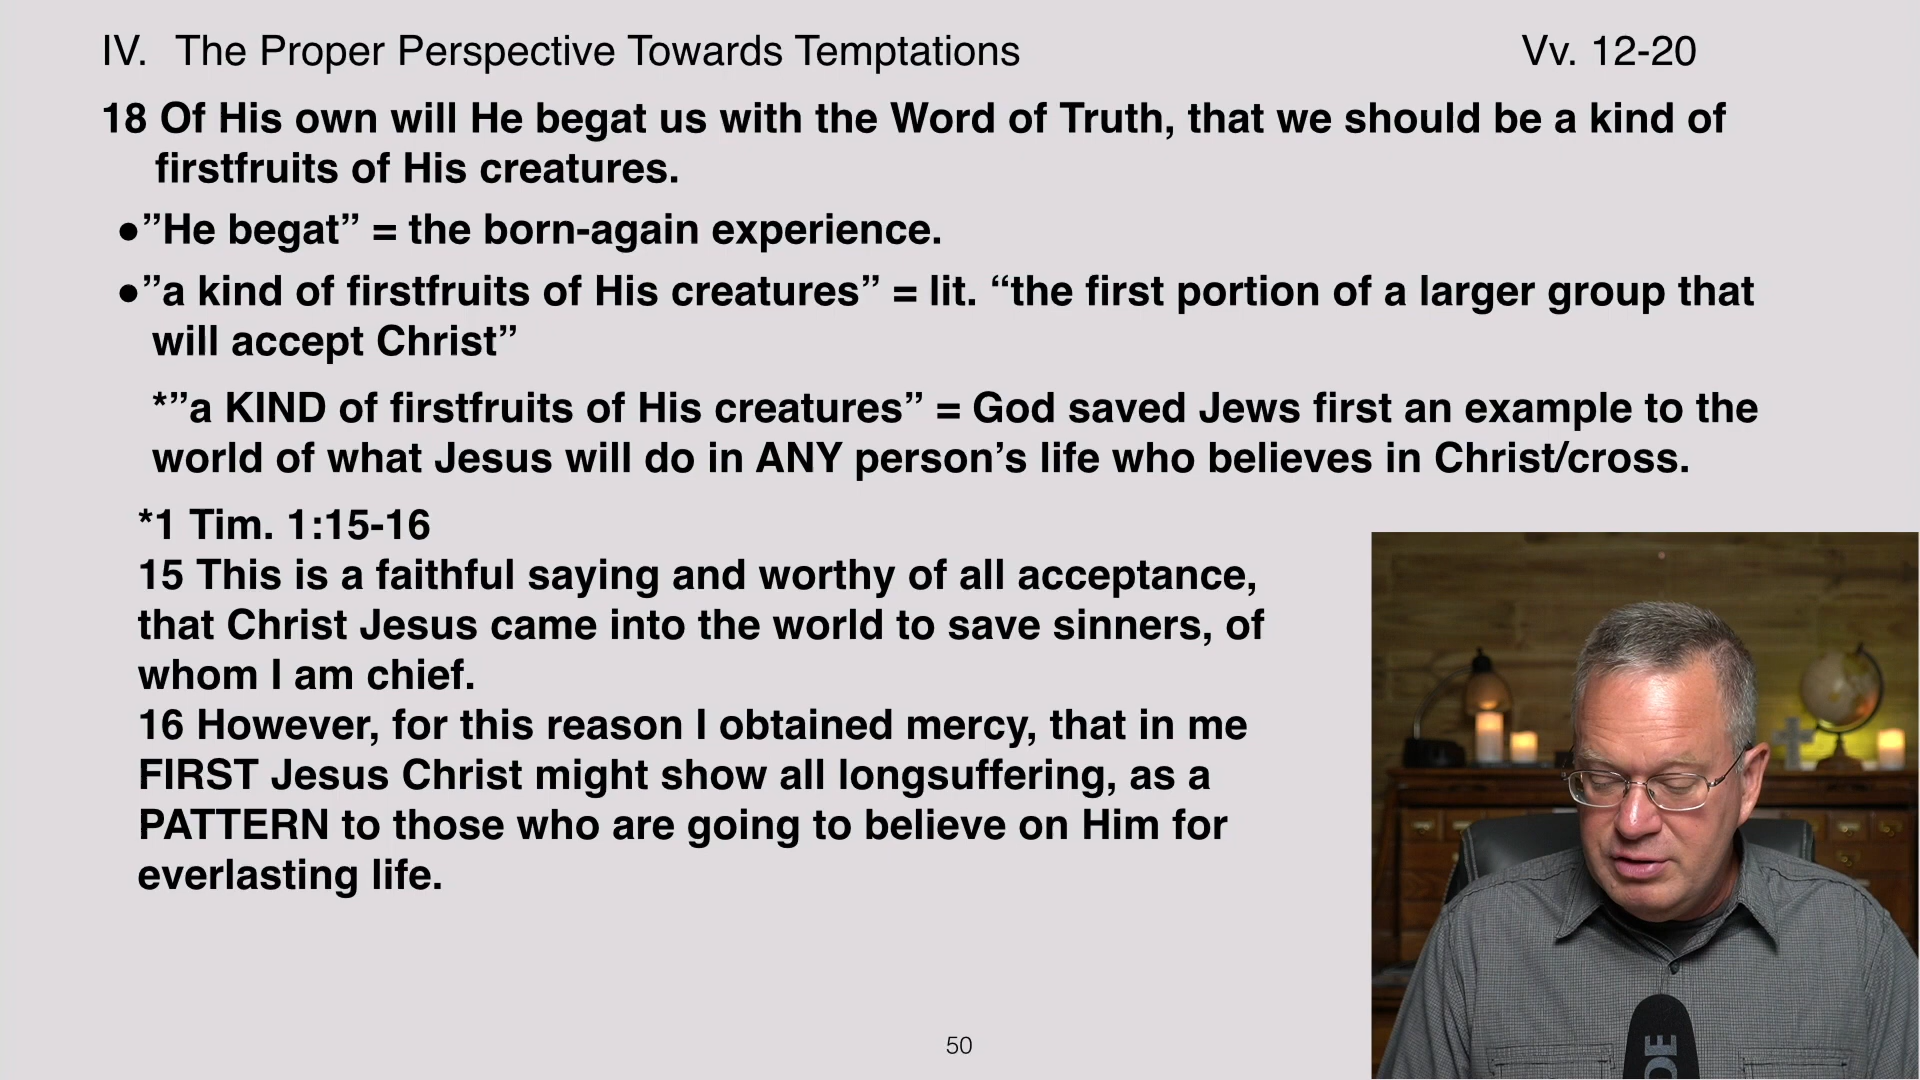 IV. The Proper Perspective Towards Temptations Vv. 12-20
18 Of His own will He begat us with the Word of Truth, that we should be a kind of
firstfruits of His creatures.
●”He begat” = the born-again experience.
●”a kind of firstfruits of His creatures” = lit. “the first portion of a larger group that
will accept Christ”
*”a KIND of firstfruits of His creatures” = God saved Jews first an example to the
world of what Jesus will do in ANY person’s life who believes in Christ/cross.
*1 Tim. 1:15-16
15 This is a faithful saying and worthy of all acceptance,
that Christ Jesus came into the world to save sinners, of
whom I am chief.
16 However, for this reason I obtained mercy, that in me
FIRST Jesus Christ might show all longsuffering, as a
PATTERN to those who are going to believe on Him for
everlasting life.
50